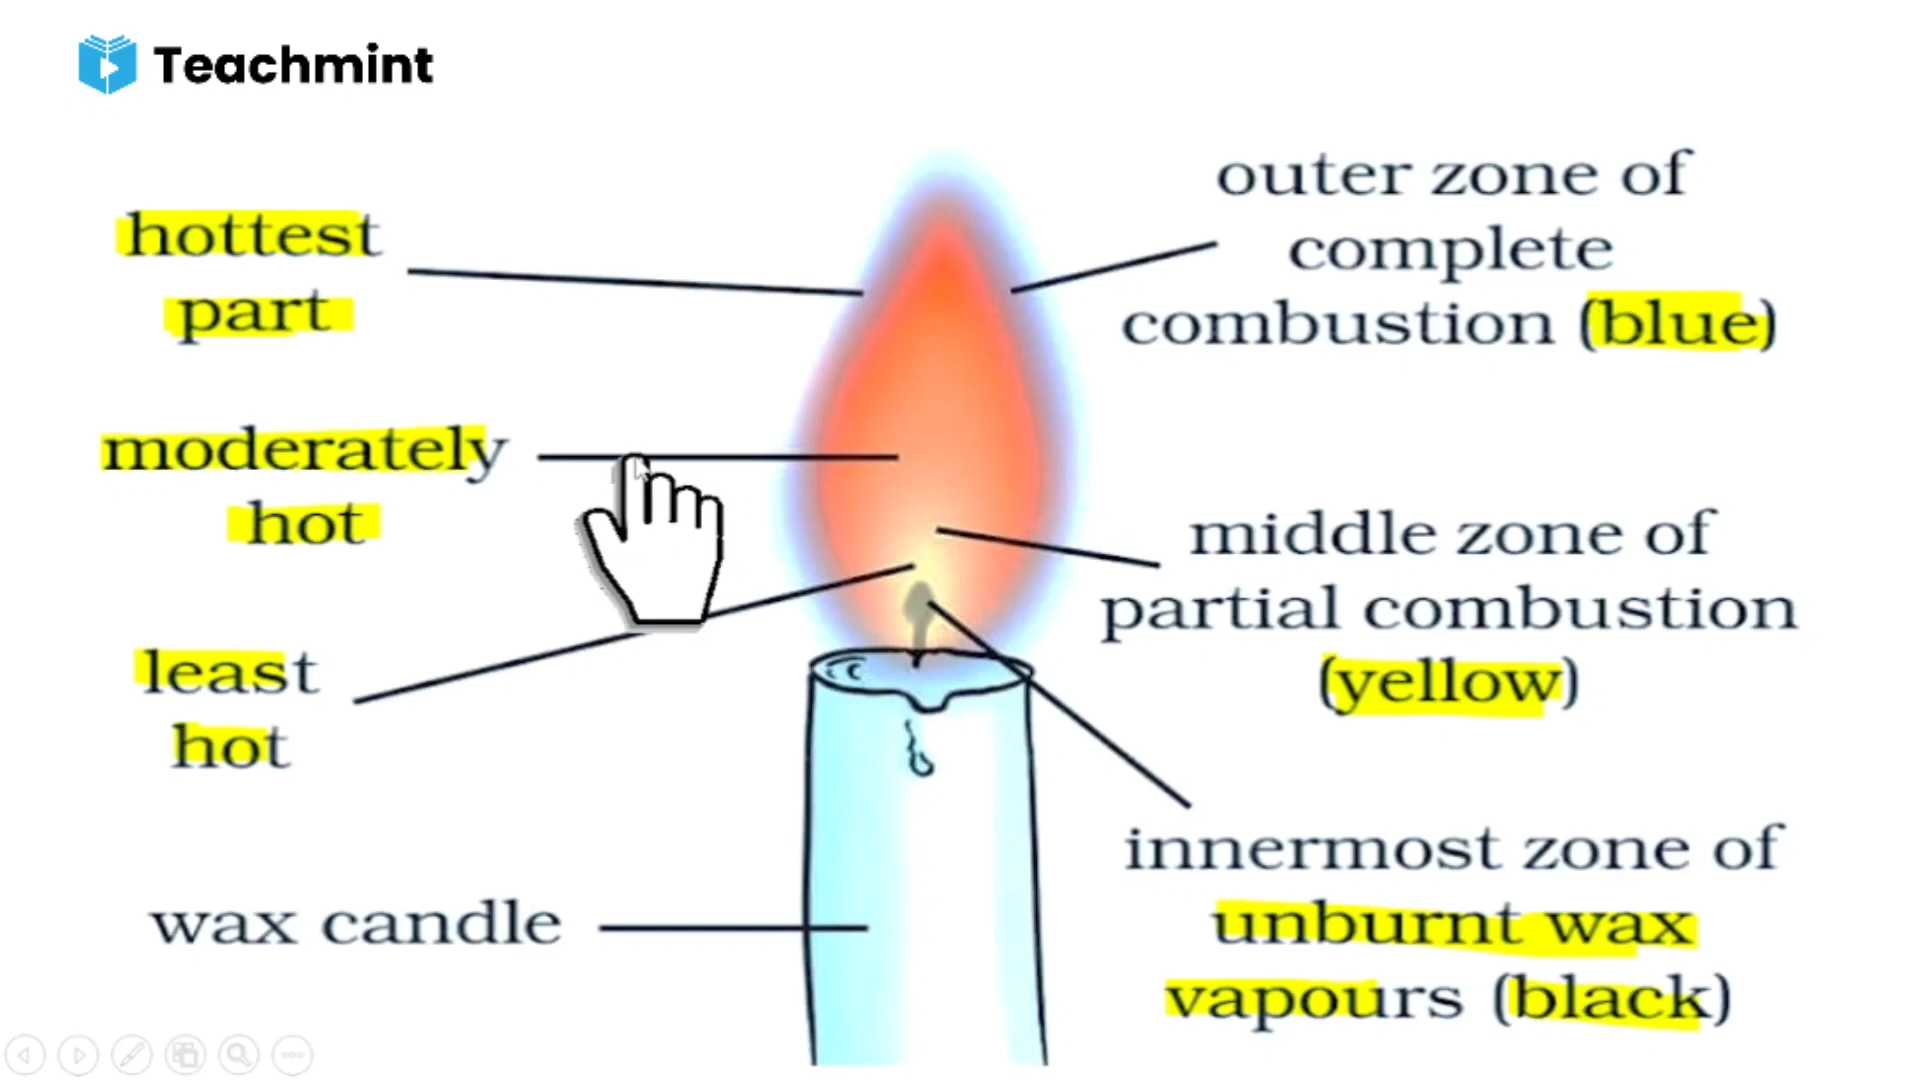 Teachmint
hottest
part
moderately
hot
least
hot
wax candle
outer zone of
complete
combustion (blue)
middle zone of
partial combustion
(yellow)
innermost zone of
unburnt wax
vapours (black)